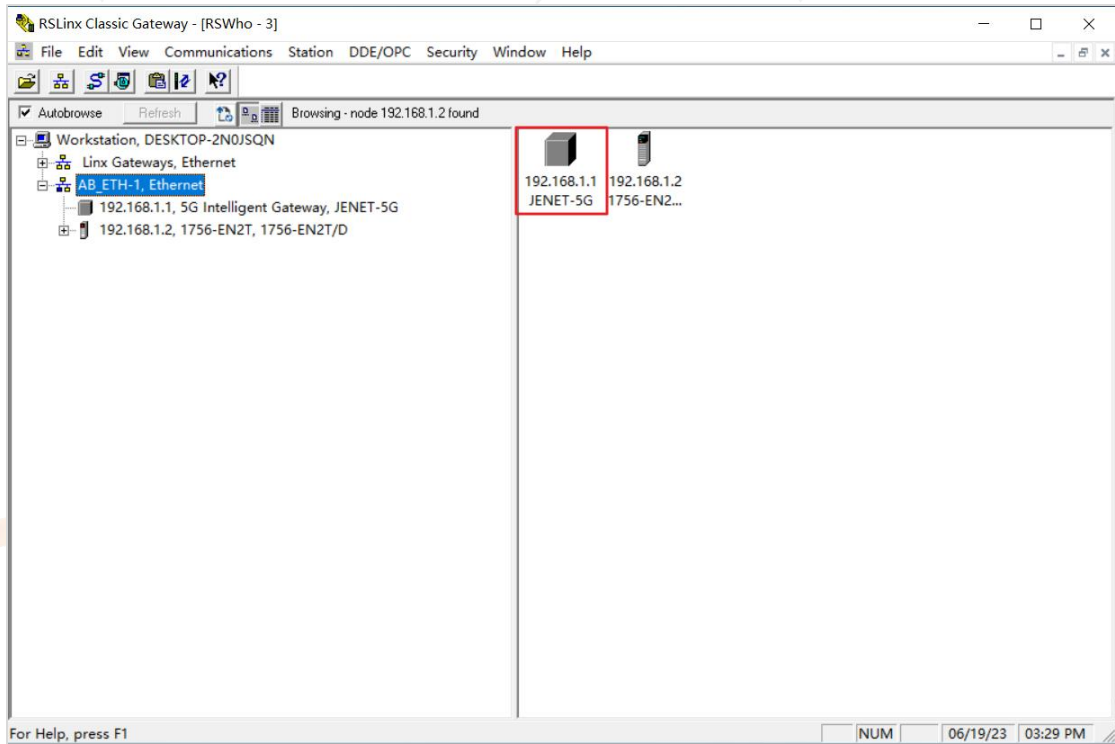 RSLinx Classic Gateway - [RSWho - 3]
File Edit View Communications Station DDE/OPC Security Window Help
Autobrowse Refresh Browsing - node 192.168.1.2 found
Workstation, DESKTOP-2N0JSQN
Linx Gateways, Ethernet
AB_ETH-1, Ethernet
192.168.1.1, 5G Intelligent Gateway, JENET-5G
192.168.1.2, 1756-EN2T, 1756-EN2T/D
192.168.1.1 192.168.1.2
JENET-5G 1756-EN2...
For Help, press F1 NUM 06/19/23 03:29 PM